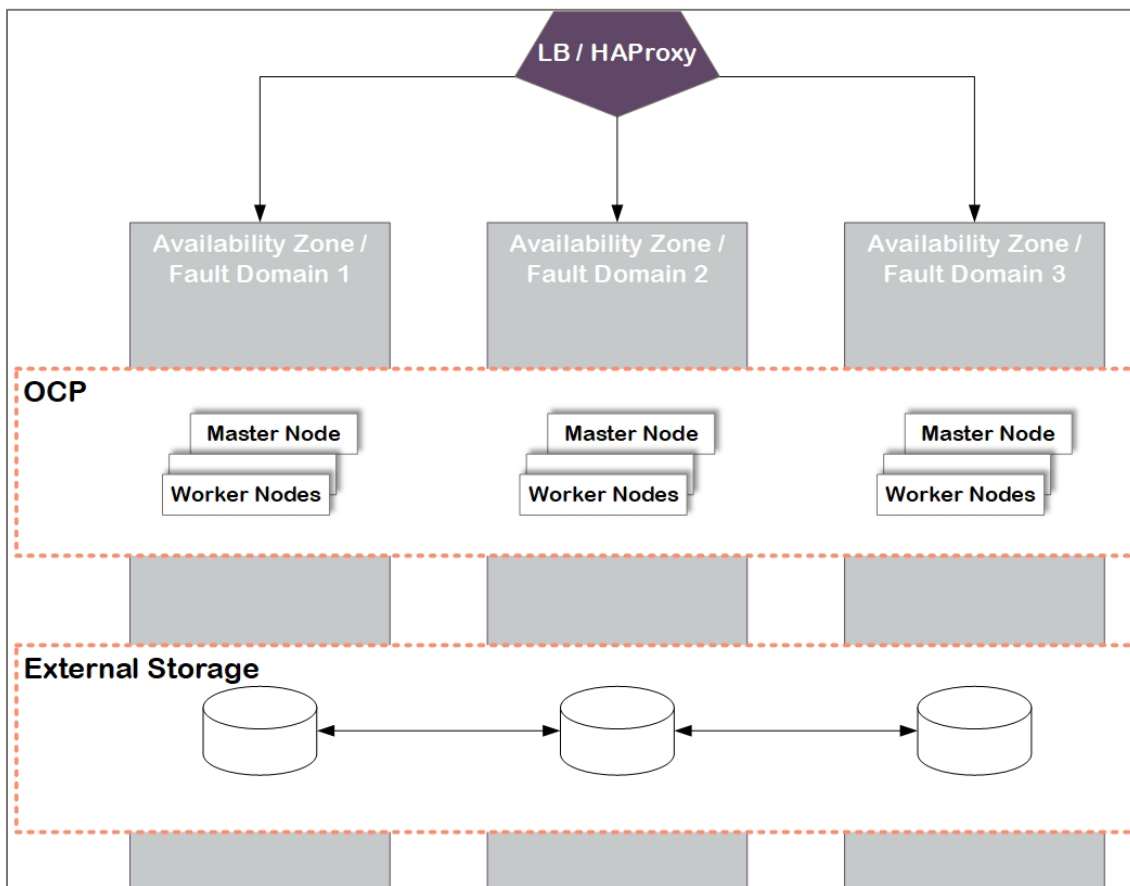 LB / HAProxy
Availability Zone /
Fault Domain 1
Availability Zone /
Fault Domain 2
Availability Zone /
Fault Domain 3
OCP
Master Node
Worker Nodes
Master Node
Worker Nodes
Master Node
Worker Nodes
External Storage